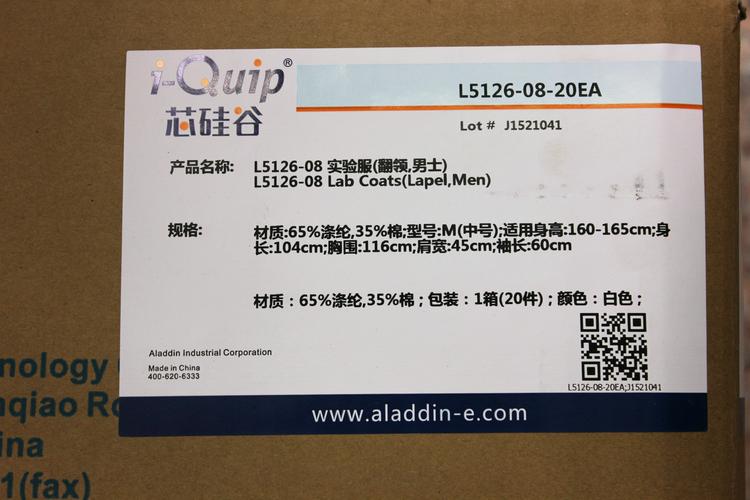 i-Quip®
芯硅谷
L5126-08-20EA
Lot # J1521041
产品名称: L5126-08 实验服(翻领,男士)
L5126-08 Lab Coats(Lapel,Men)
规格: 材质:65%涤纶,35%棉;型号:M(中号);适用身高:160-165cm;身
长:104cm;胸围:116cm;肩宽:45cm;袖长:60cm
材质：65%涤纶,35%棉；包装：1箱(20件)；颜色：白色；
Aladdin Industrial Corporation
Made in China
400-620-6333
L5126-08-20EA;J1521041
www.aladdin-e.com
nology
nqiao
ina
1(fax)